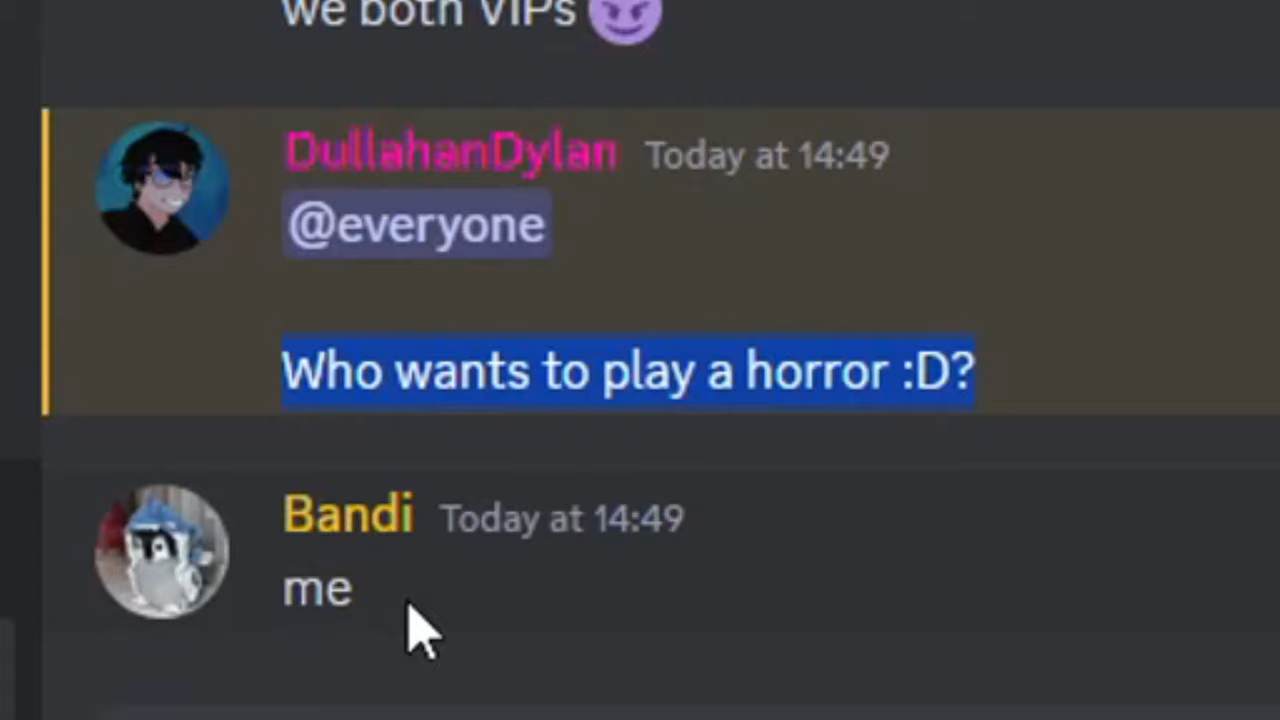 we both VIPs 😈
DullahanDylan Today at 14:49
@everyone
Who wants to play a horror :D?
Bandi Today at 14:49
me